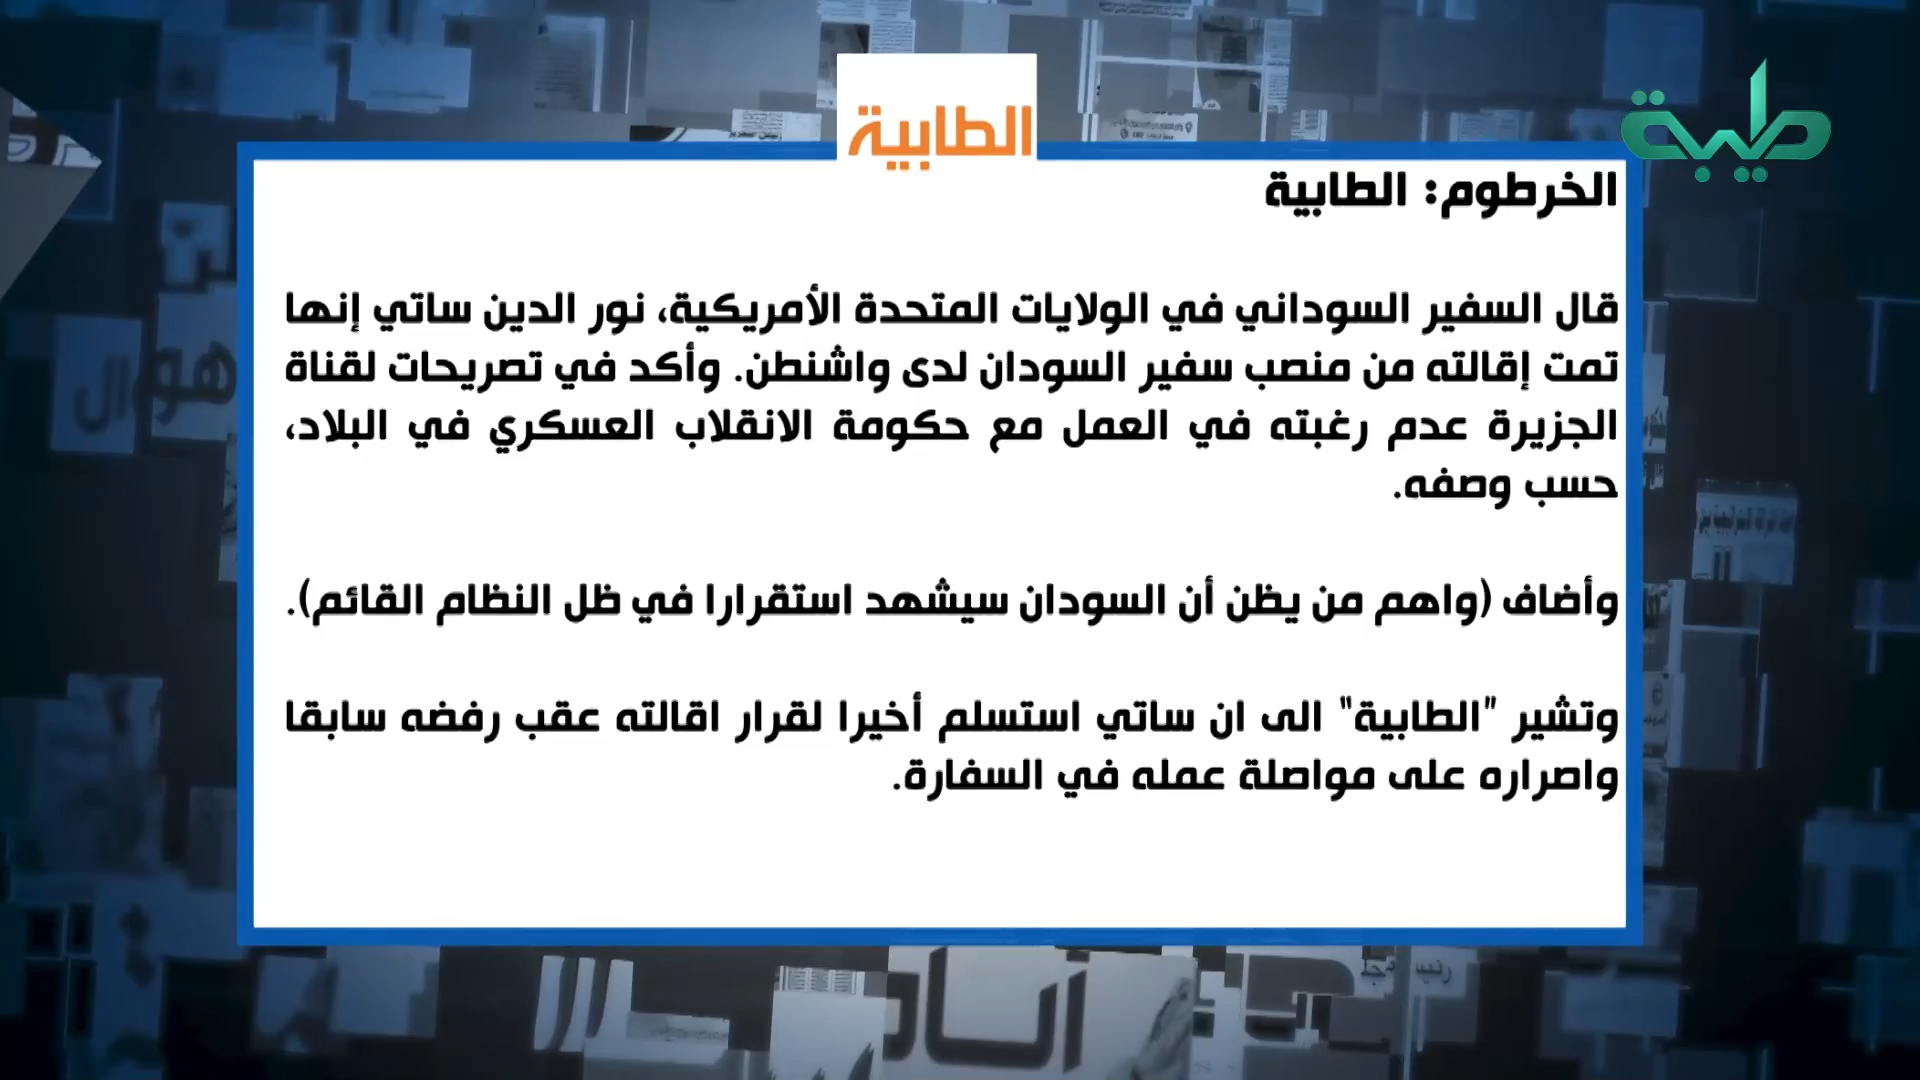 الطابية
طيبة
الخرطوم: الطابية
قال السفير السوداني في الولايات المتحدة الأمريكية، نور الدين ساتي إنها
تمت إقالته من منصب سفير السودان لدى واشنطن. وأكد في تصريحات لقناة
الجزيرة عدم رغبته في العمل مع حكومة الانقلاب العسكري في البلاد،
حسب وصفه.
وأضاف (واهم من يظن أن السودان سيشهد استقرارا في ظل النظام القائم).
وتشير "الطابية" الى ان ساتي استسلم أخيرا لقرار اقالته عقب رفضه سابقا
واصراره على مواصلة عمله في السفارة.